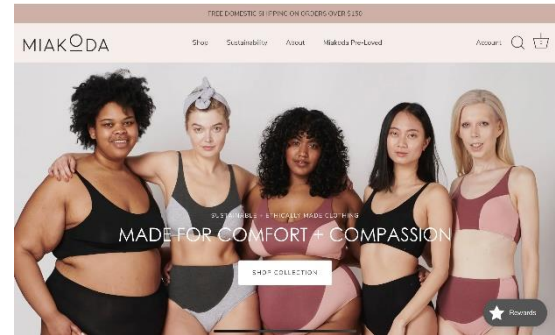 FREE DOMESTIC SHIPPING ON ORDERS OVER $150
MIAKODA
Shop Sustainability About Miakoda Pre-Loved Account
SUSTAINABLE + ETHICALLY MADE CLOTHING
MADE FOR COMFORT + COMPASSION
SHOP COLLECTION
Rewards